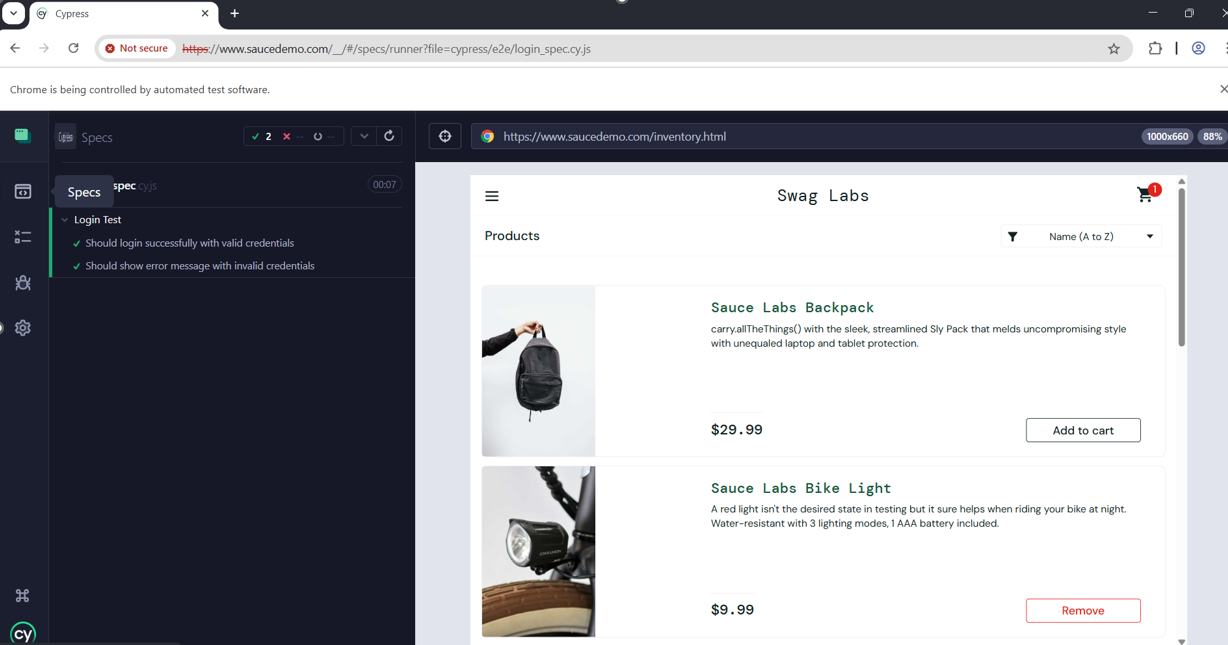 Cypress
Not secure https://www.saucedemo.com/__/#/specs/runner?file=cypress/e2e/login_spec.cy.js
Chrome is being controlled by automated test software.
Specs
2 -- --
https://www.saucedemo.com/inventory.html
1000x660
88%
Specs
spec cy.js
00:07
Login Test
Should login successfully with valid credentials
Should show error message with invalid credentials
cy
Swag Labs
1
Products
Name (A to Z)
Sauce Labs Backpack
carry.allTheThings() with the sleek, streamlined Sly Pack that melds uncompromising style
with unequaled laptop and tablet protection.
$29.99
Add to cart
Sauce Labs Bike Light
A red light isn't the desired state in testing but it sure helps when riding your bike at night.
Water-resistant with 3 lighting modes, 1 AAA battery included.
$9.99
Remove